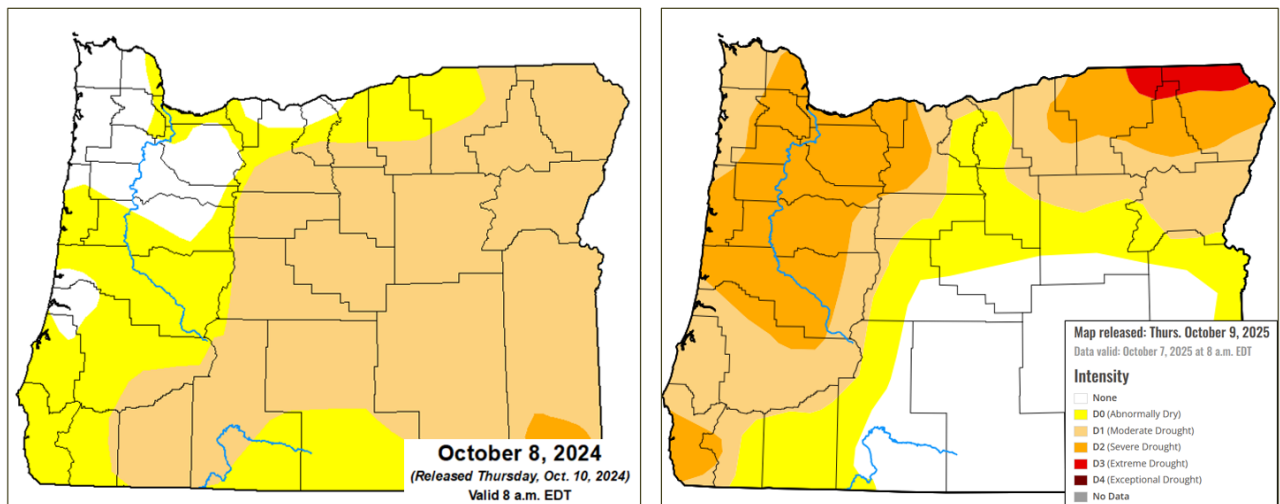 October 8, 2024
(Released Thursday, Oct. 10, 2024)
Valid 8 a.m. EDT
Map released: Thurs. October 9, 2025
Data valid: October 7, 2025 at 8 a.m. EDT
Intensity
None
D0 (Abnormally Dry)
D1 (Moderate Drought)
D2 (Severe Drought)
D3 (Extreme Drought)
D4 (Exceptional Drought)
No Data